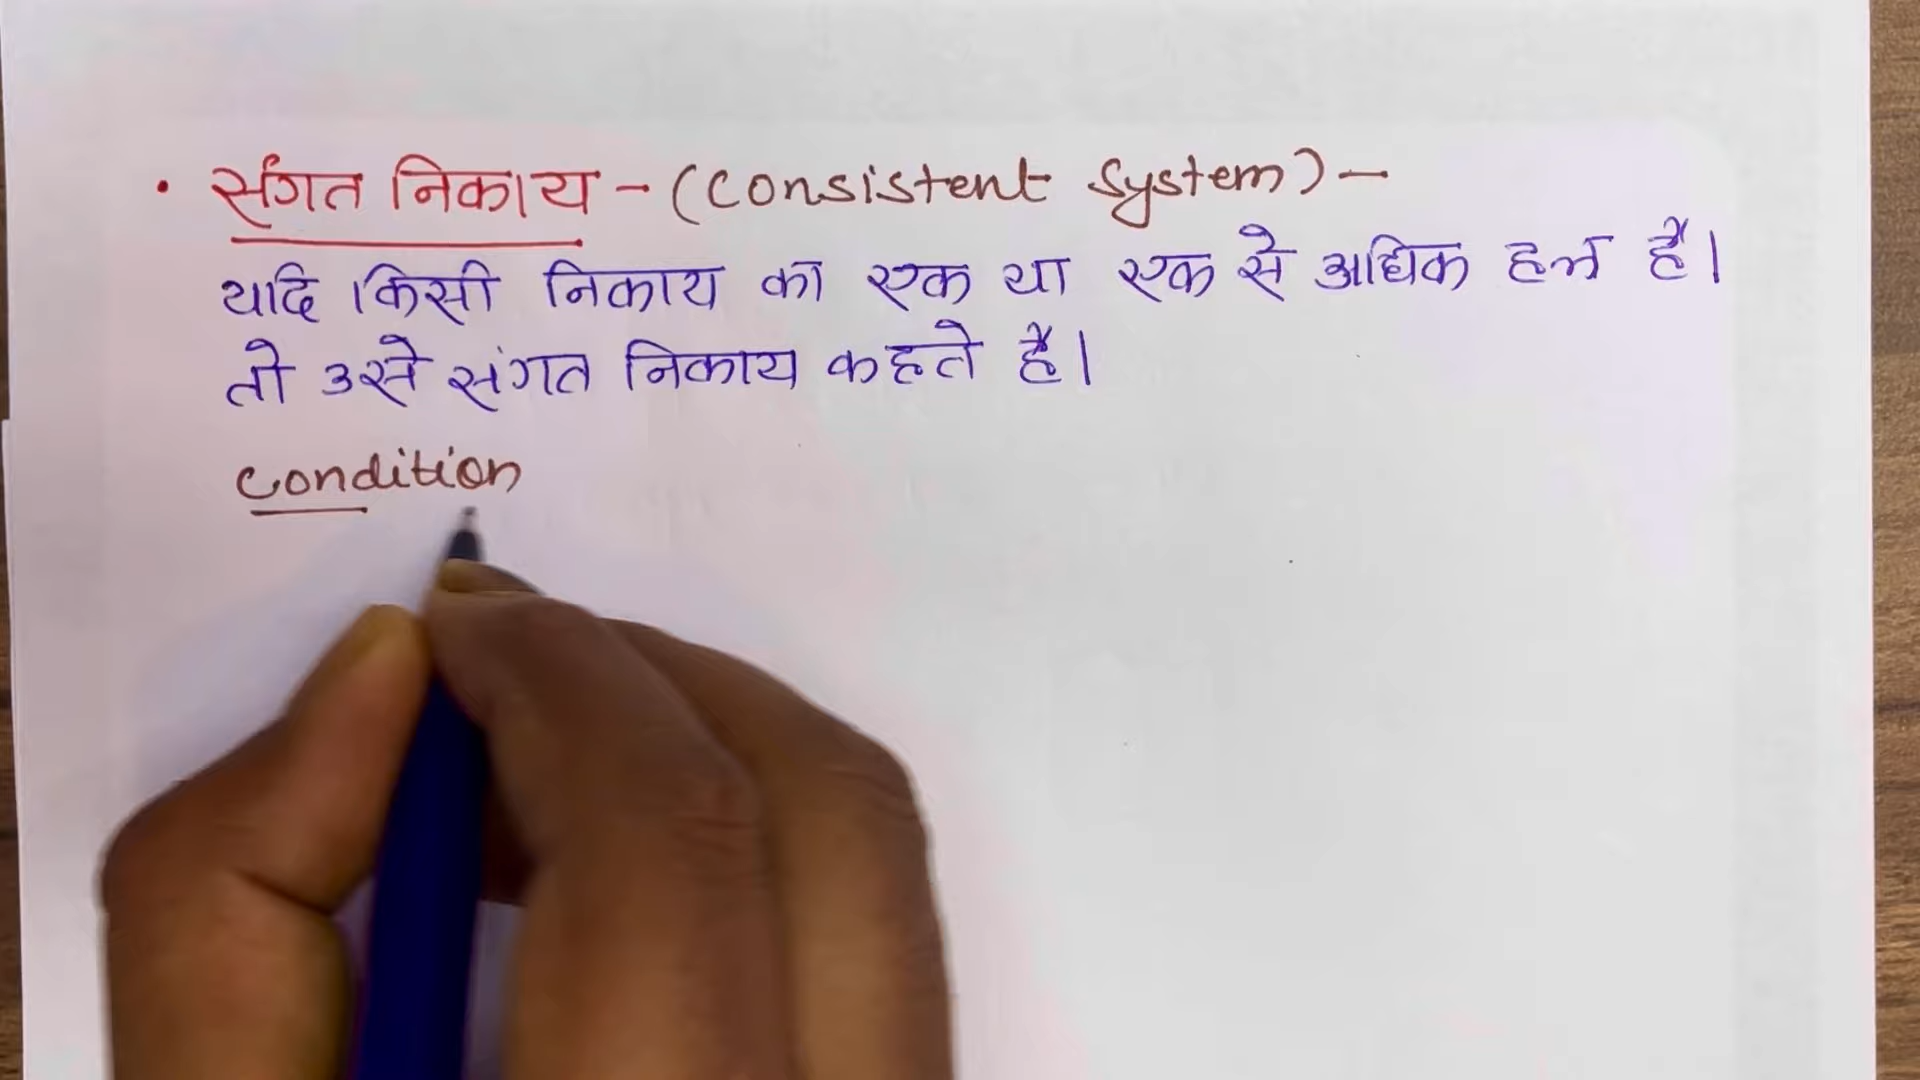 • संगत निकाय - (Consistent System) -
यदि किसी निकाय का एक या एक से अधिक हल हैं।
तो उसे संगत निकाय कहते हैं।
Condition